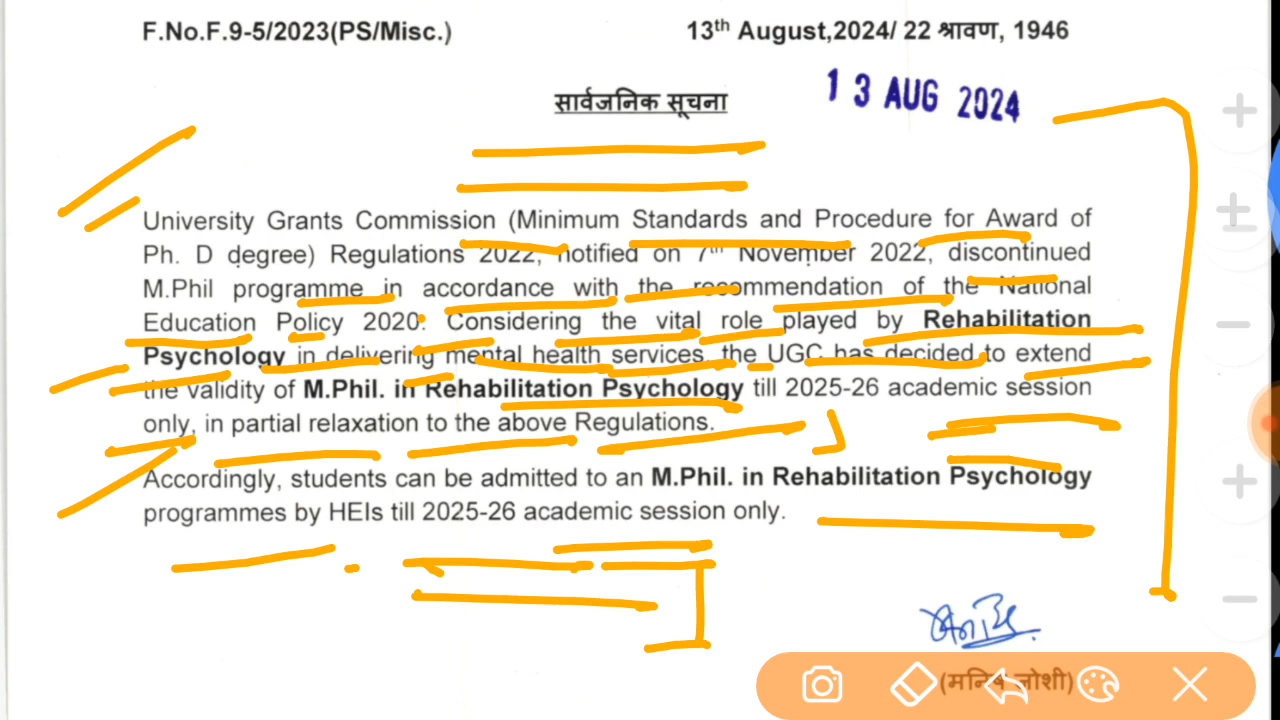 F.No.F.9-5/2023(PS/Misc.) 13th August,2024/ 22 श्रावण, 1946
सार्वजनिक सूचना
13 AUG 2024
University Grants Commission (Minimum Standards and Procedure for Award of
Ph. D degree) Regulations 2022, notified on 7th November 2022, discontinued
M.Phil programme in accordance with the recommendation of the National
Education Policy 2020. Considering the vital role played by Rehabilitation
Psychology in delivering mental health services, the UGC has decided to extend
the validity of M.Phil. in Rehabilitation Psychology till 2025-26 academic session
only, in partial relaxation to the above Regulations.
Accordingly, students can be admitted to an M.Phil. in Rehabilitation Psychology
programmes by HEIs till 2025-26 academic session only.
(मनिष जोशी)